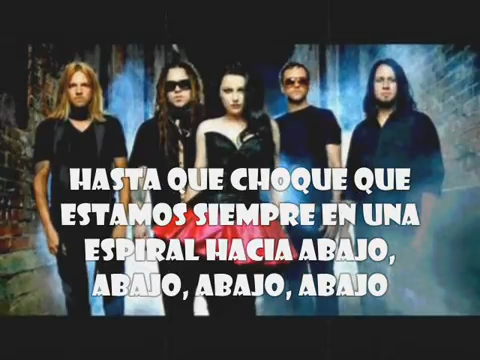 HASTA QUE CHOQUE QUE
ESTAMOS SIEMPRE EN UNA
ESPIRAL HACIA ABAJO,
ABAJO, ABAJO, ABAJO